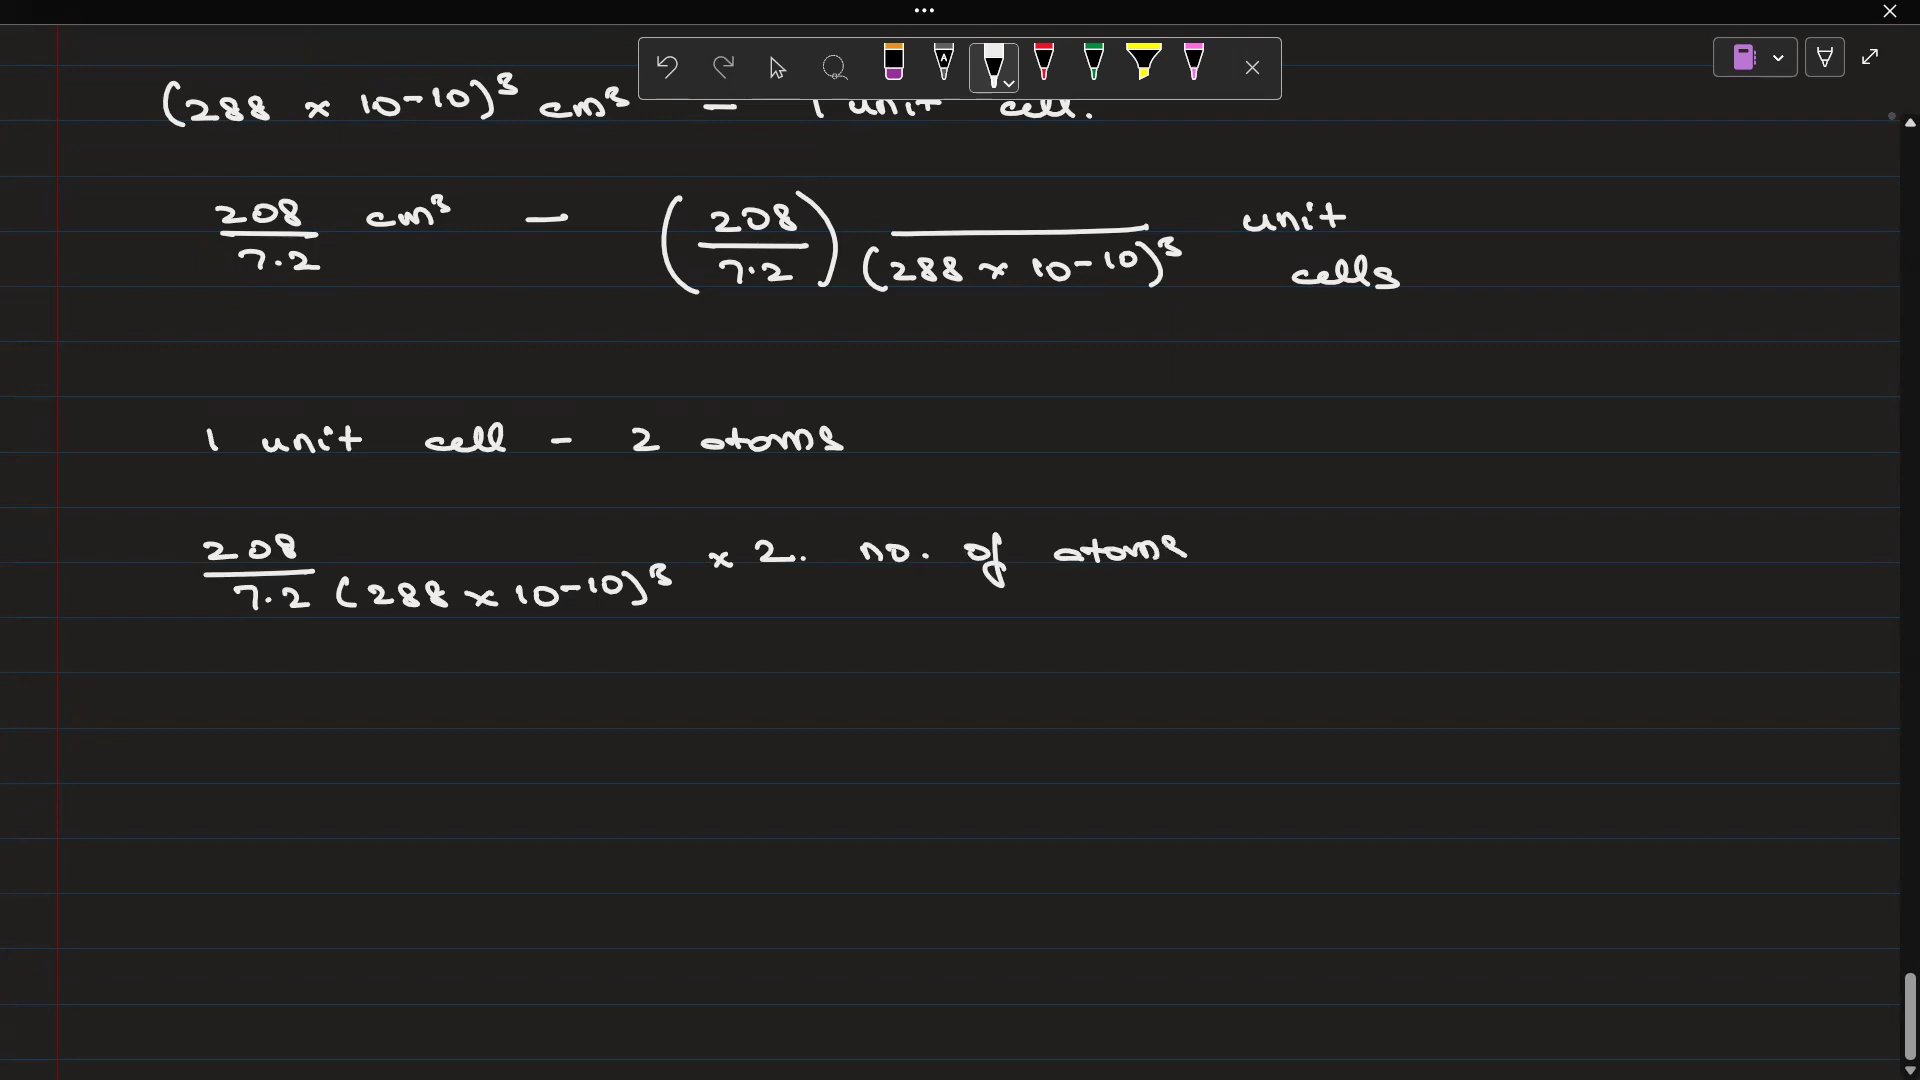 (288 × 10-10)³ cm³ - 1 unit cell.
208/7.2 cm³ — (208/7.2) /(288 × 10-10)³ unit cells
1 unit cell - 2 atoms
208/7.2 (288 × 10-10)³ × 2. no. of atoms